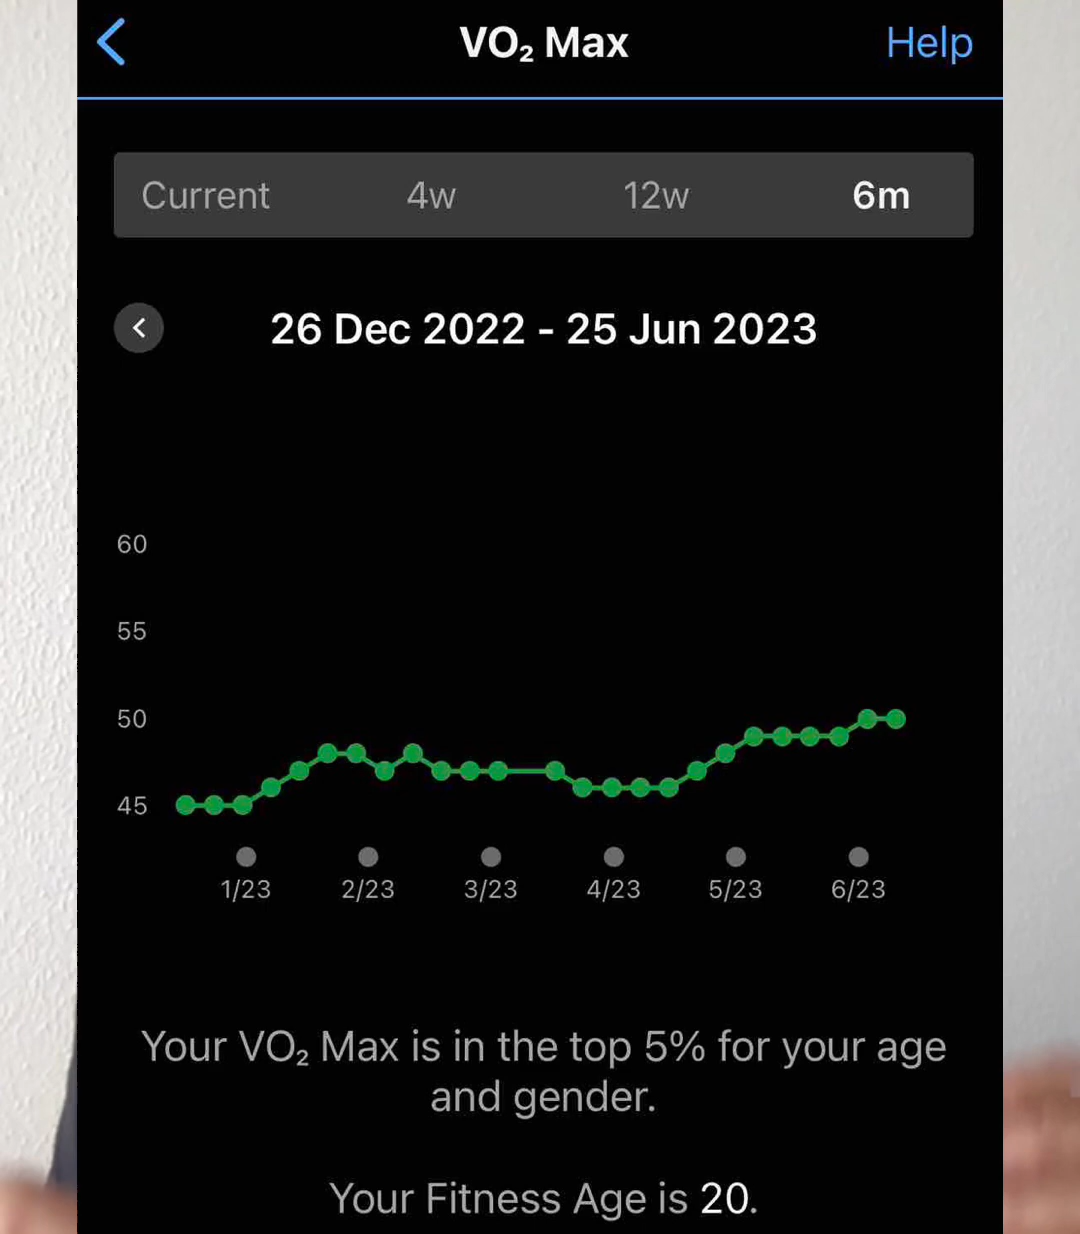 VO₂ Max
Help
Current 4w 12w 6m
26 Dec 2022 - 25 Jun 2023
60
55
50
45
1/23 2/23 3/23 4/23 5/23 6/23
Your VO₂ Max is in the top 5% for your age
and gender.
Your Fitness Age is 20.